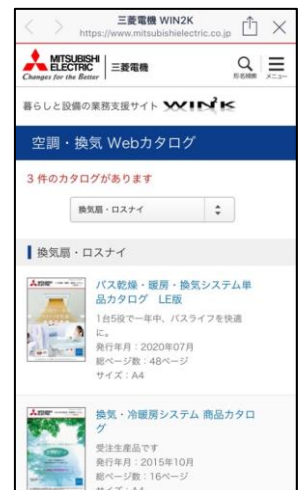 三菱電機 WIN2K
https://www.mitsubishielectric.co.jp
MITSUBISHI
ELECTRIC
Changes for the Better
三菱電機
形名検索
メニュー
暮らしと設備の業務支援サイト WIN2K
空調・換気 Webカタログ
3 件のカタログがあります
換気扇・ロスナイ
換気扇・ロスナイ
バス乾燥・暖房・換気システム単
品カタログ LE版
1台5役で一年中、バスライフを快適
に。
発行年月：2020年07月
総ページ数：48ページ
サイズ：A4
換気・冷暖房システム 商品カタロ
グ
受注生産品です
発行年月：2015年10月
総ページ数：16ページ
サイズ：A4